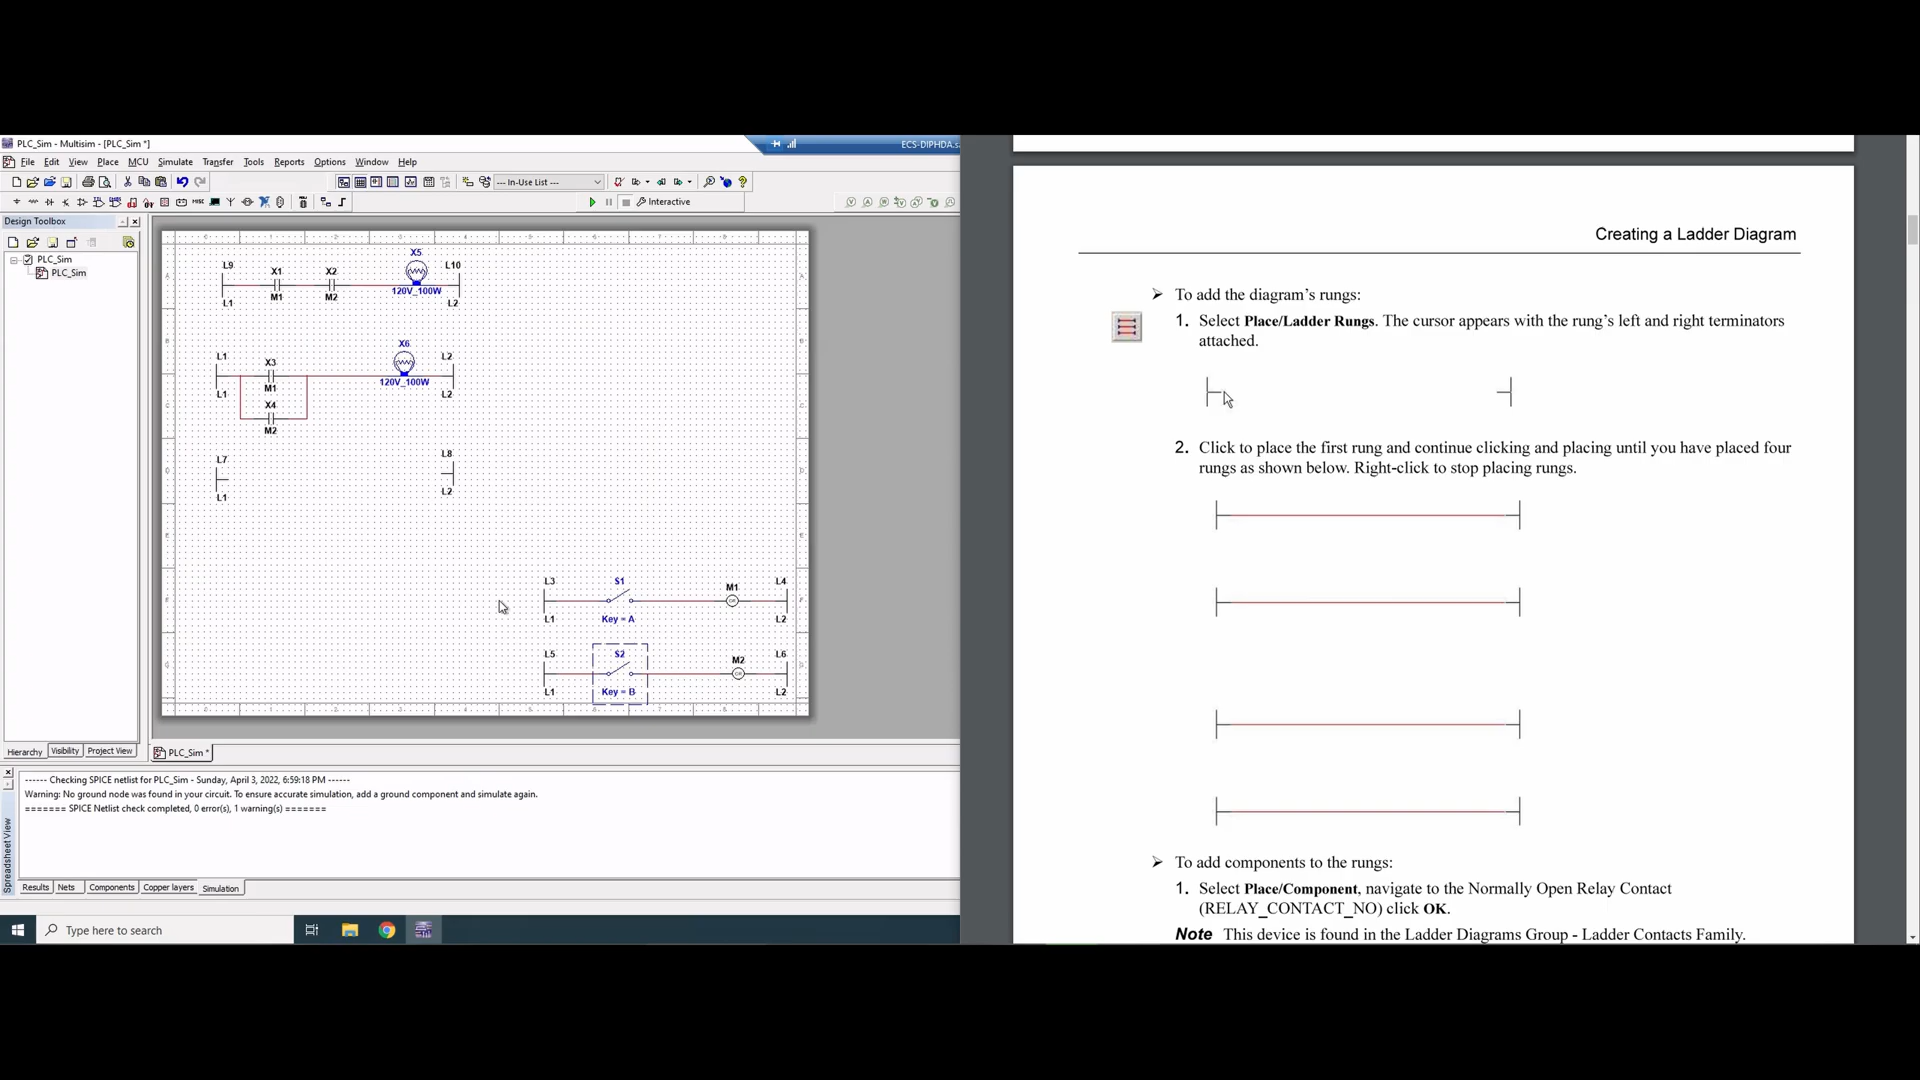 PLC_Sim - Multisim - [PLC_Sim *]
ECS-DIPHDA.s
File Edit View Place MCU Simulate Transfer Tools Reports Options Window Help
--- In-Use List ---
Interactive
Design Toolbox
PLC_Sim
PLC_Sim
L9 X1 X2 X5 L10
L1 M1 M2 120V_100W L2
L1 X3 X6 L2
L1 M1 120V_100W L2
X4
M2
L7 L8
L1 L2
L3 S1 M1 L4
L1 Key = A L2
L5 S2 M2 L6
L1 Key = B L2
Hierarchy Visibility Project View
PLC_Sim *
------ Checking SPICE netlist for PLC_Sim - Sunday, April 3, 2022, 6:59:18 PM ------
Warning: No ground node was found in your circuit. To ensure accurate simulation, add a ground component and simulate again.
======= SPICE Netlist check completed, 0 error(s), 1 warning(s) =======
Spreadsheet View
Results Nets Components Copper layers Simulation
Type here to search
Creating a Ladder Diagram
➤ To add the diagram's rungs:
1. Select Place/Ladder Rungs. The cursor appears with the rung's left and right terminators
attached.
2. Click to place the first rung and continue clicking and placing until you have placed four
rungs as shown below. Right-click to stop placing rungs.
➤ To add components to the rungs:
1. Select Place/Component, navigate to the Normally Open Relay Contact
(RELAY_CONTACT_NO) click OK.
Note This device is found in the Ladder Diagrams Group - Ladder Contacts Family.